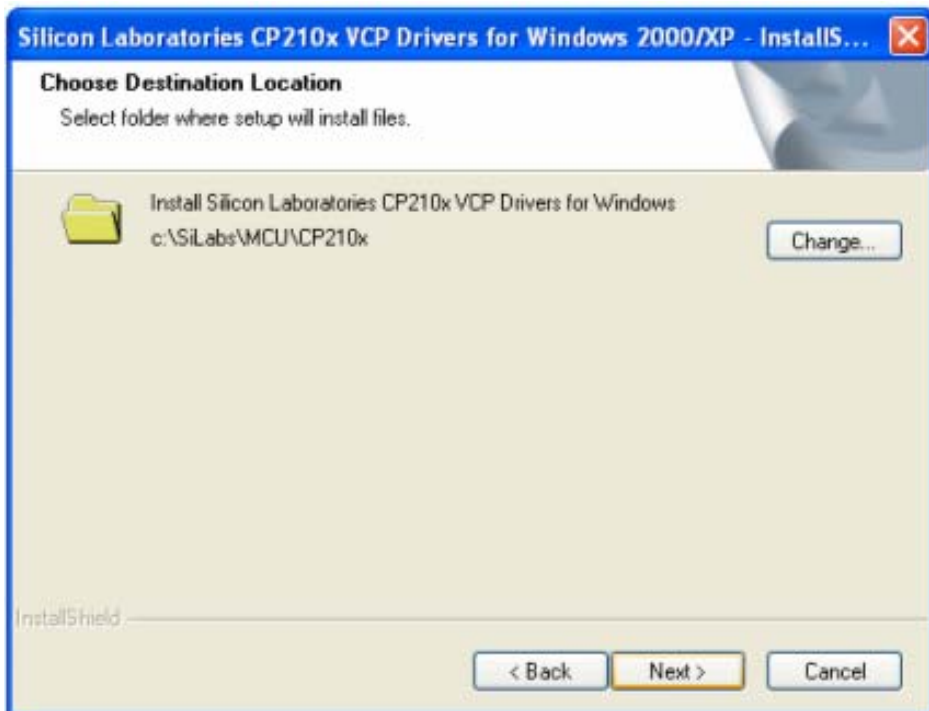 Silicon Laboratories CP210x VCP Drivers for Windows 2000/XP - InstallS...
Choose Destination Location
Select folder where setup will install files.
Install Silicon Laboratories CP210x VCP Drivers for Windows
c:\SiLabs\MCU\CP210x
Change...
InstallShield
< Back
Next >
Cancel